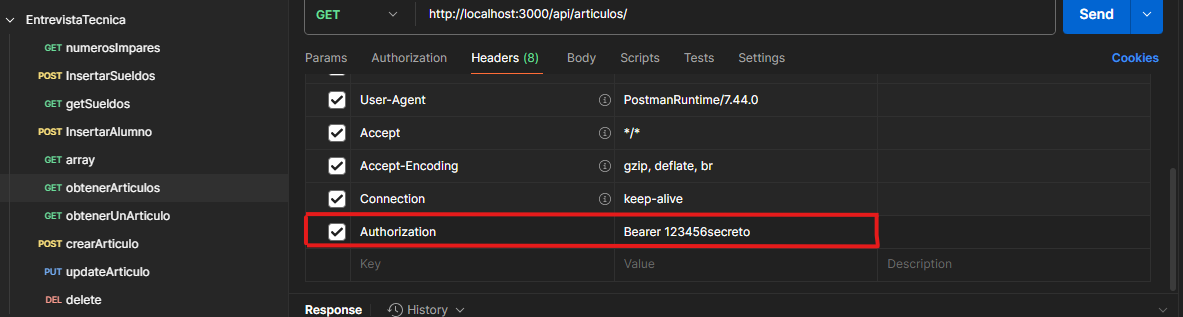 EntrevistaTecnica
GET numerosImpares
POST InsertarSueldos
GET getSueldos
POST InsertarAlumno
GET array
GET obtenerArticulos
GET obtenerUnArticulo
POST crearArticulo
PUT updateArticulo
DEL delete
GET http://localhost:3000/api/articulos/ Send
Params Authorization Headers (8) Body Scripts Tests Settings Cookies
User-Agent PostmanRuntime/7.44.0
Accept */*
Accept-Encoding gzip, deflate, br
Connection keep-alive
Authorization Bearer 123456secreto
Key Value Description
Response History